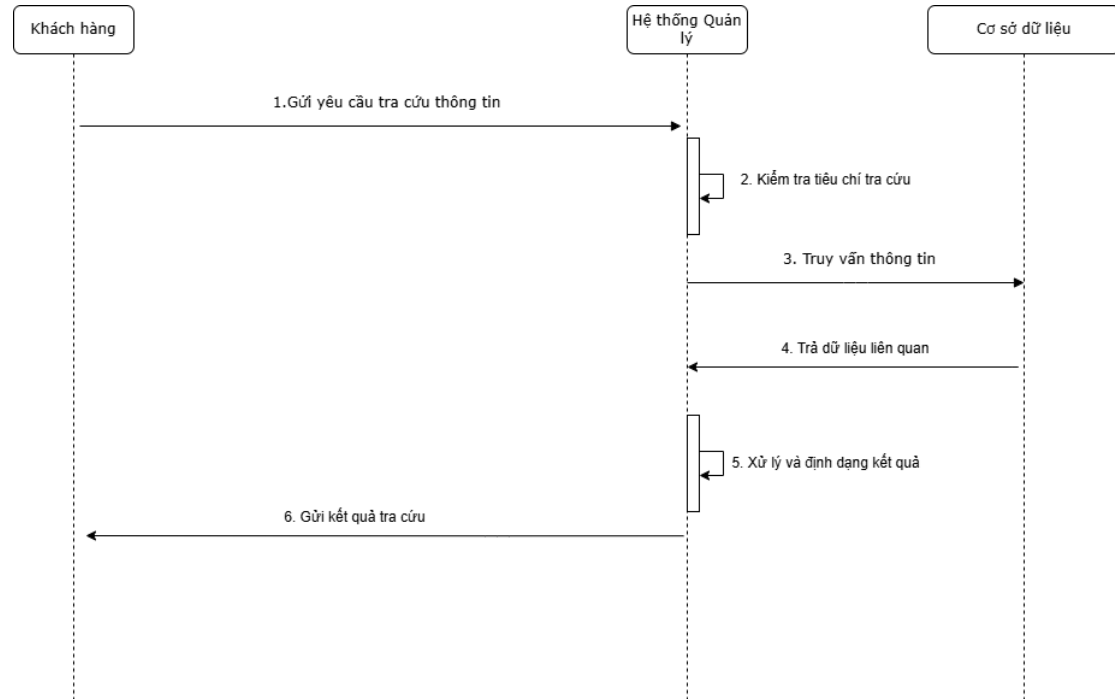 Khách hàng
Hệ thống Quản
lý
Cơ sở dữ liệu
1.Gửi yêu cầu tra cứu thông tin
2. Kiểm tra tiêu chí tra cứu
3. Truy vấn thông tin
4. Trả dữ liệu liên quan
5. Xử lý và định dạng kết quả
6. Gửi kết quả tra cứu